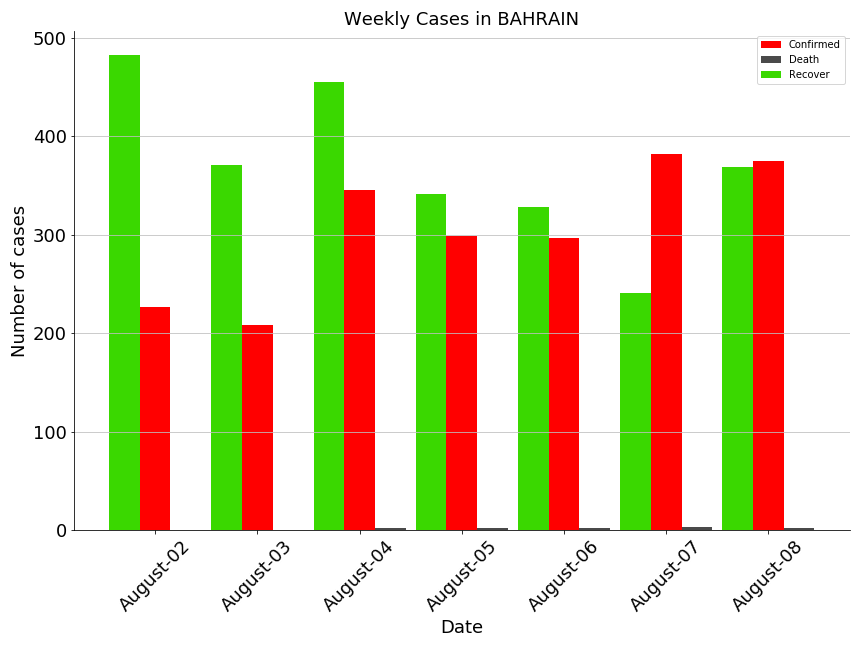 Weekly Cases in BAHRAIN
Confirmed
Death
Recover
Number of cases
500
400
300
200
100
0
August-02
August-03
August-04
August-05
August-06
August-07
August-08
Date